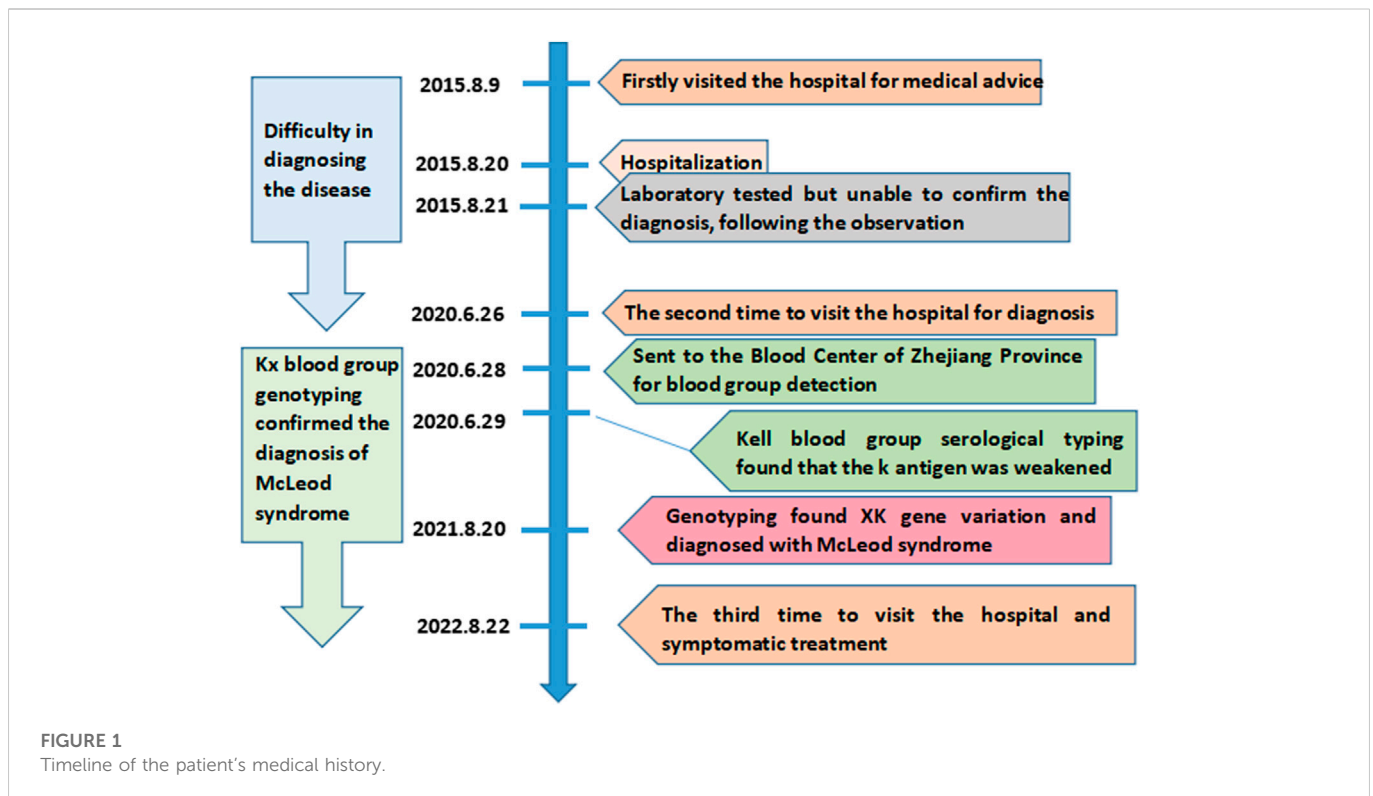 2015.8.9
Firstly visited the hospital for medical advice
Difficulty in
diagnosing
the disease
2015.8.20
Hospitalization
2015.8.21
Laboratory tested but unable to confirm the
diagnosis, following the observation
2020.6.26
The second time to visit the hospital for diagnosis
Kx blood group
genotyping
confirmed the
diagnosis of
McLeod
syndrome
2020.6.28
Sent to the Blood Center of Zhejiang Province
for blood group detection
2020.6.29
Kell blood group serological typing
found that the k antigen was weakened
2021.8.20
Genotyping found XK gene variation and
diagnosed with McLeod syndrome
2022.8.22
The third time to visit the hospital and
symptomatic treatment
FIGURE 1
Timeline of the patient's medical history.